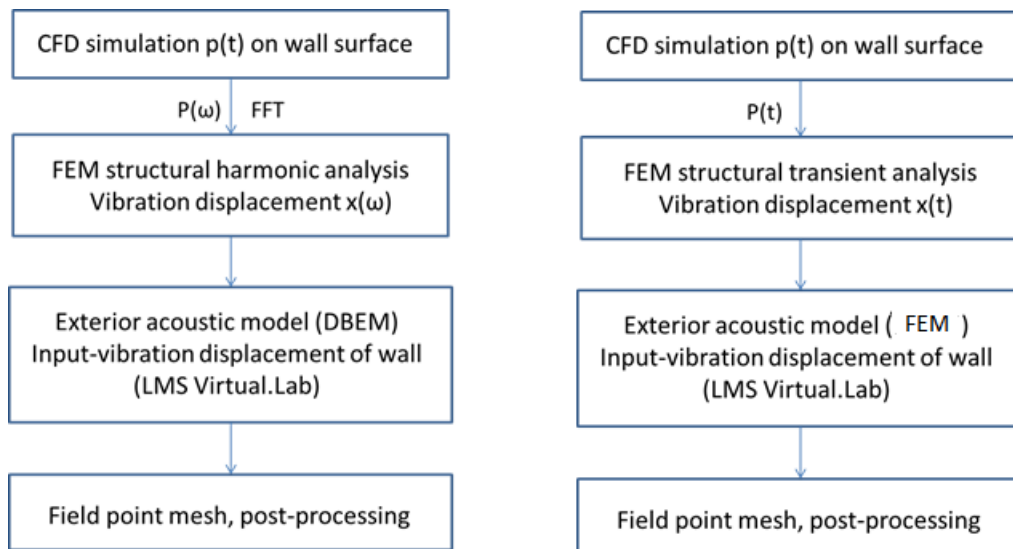 CFD simulation p(t) on wall surface
P(ω) FFT
FEM structural harmonic analysis
Vibration displacement x(ω)
Exterior acoustic model (DBEM)
Input-vibration displacement of wall
(LMS Virtual.Lab)
Field point mesh, post-processing
CFD simulation p(t) on wall surface
P(t)
FEM structural transient analysis
Vibration displacement x(t)
Exterior acoustic model ( FEM )
Input-vibration displacement of wall
(LMS Virtual.Lab)
Field point mesh, post-processing